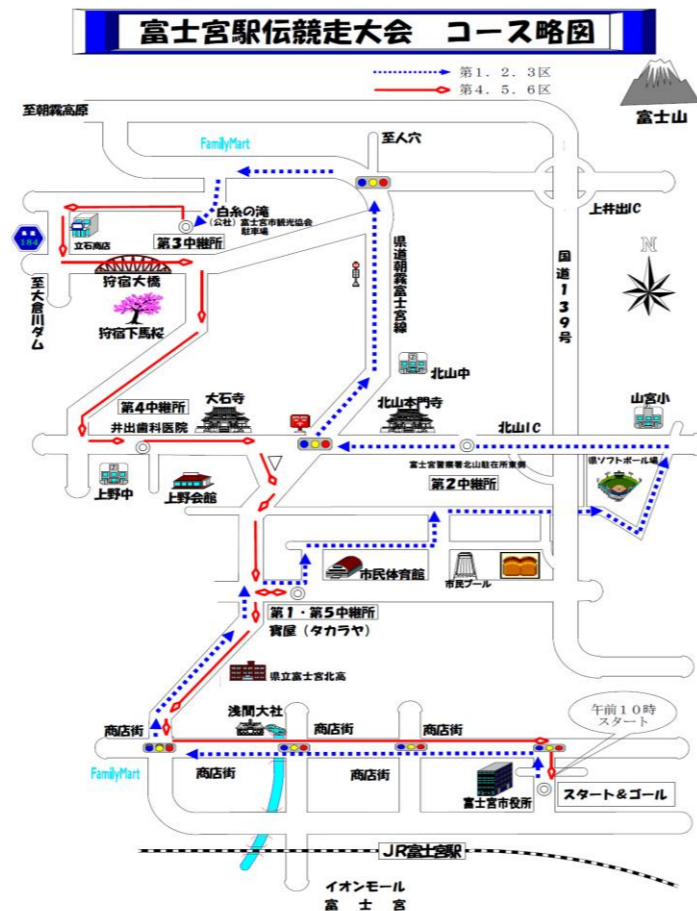 富士宮駅伝競走大会　コース略図
第1．2．3区
第4．5．6区
富士山
至朝霧高原
FamilyMart
至人穴
上井出IC
白糸の滝
（公社）富士宮市観光協会
駐車場
184
立石商店
第3中継所
県道朝霧富士宮線
国道139号
N
狩宿大橋
至大倉川ダム
狩宿下馬桜
北山中
山宮小
第4中継所
大石寺
井出歯科医院
北山本門寺
北山IC
県ソフトボール場
富士宮警察署北山駐在所東側
第2中継所
上野中
上野会館
市民体育館
市民プール
第1・第5中継所
寶屋（タカラヤ）
県立富士宮北高
午前10時
スタート
商店街
浅間大社
商店街
商店街
FamilyMart
商店街
商店街
富士宮市役所
スタート＆ゴール
JR富士宮駅
イオンモール
富士宮